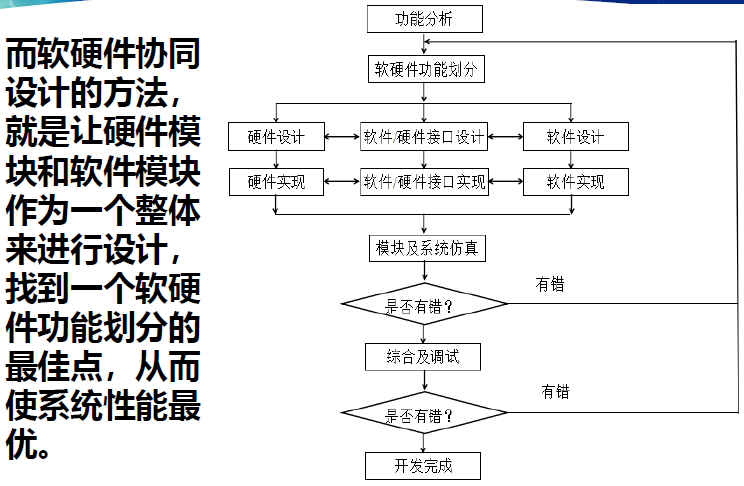 而软硬件协同
设计的方法，
就是让硬件模
块和软件模块
作为一个整体
来进行设计，
找到一个软硬
件功能划分的
最佳点，从而
使系统性能最
优。
功能分析
软硬件功能划分
硬件设计
软件/硬件接口设计
软件设计
硬件实现
软件/硬件接口实现
软件实现
模块及系统仿真
是否有错？
有错
综合及调试
是否有错？
有错
开发完成